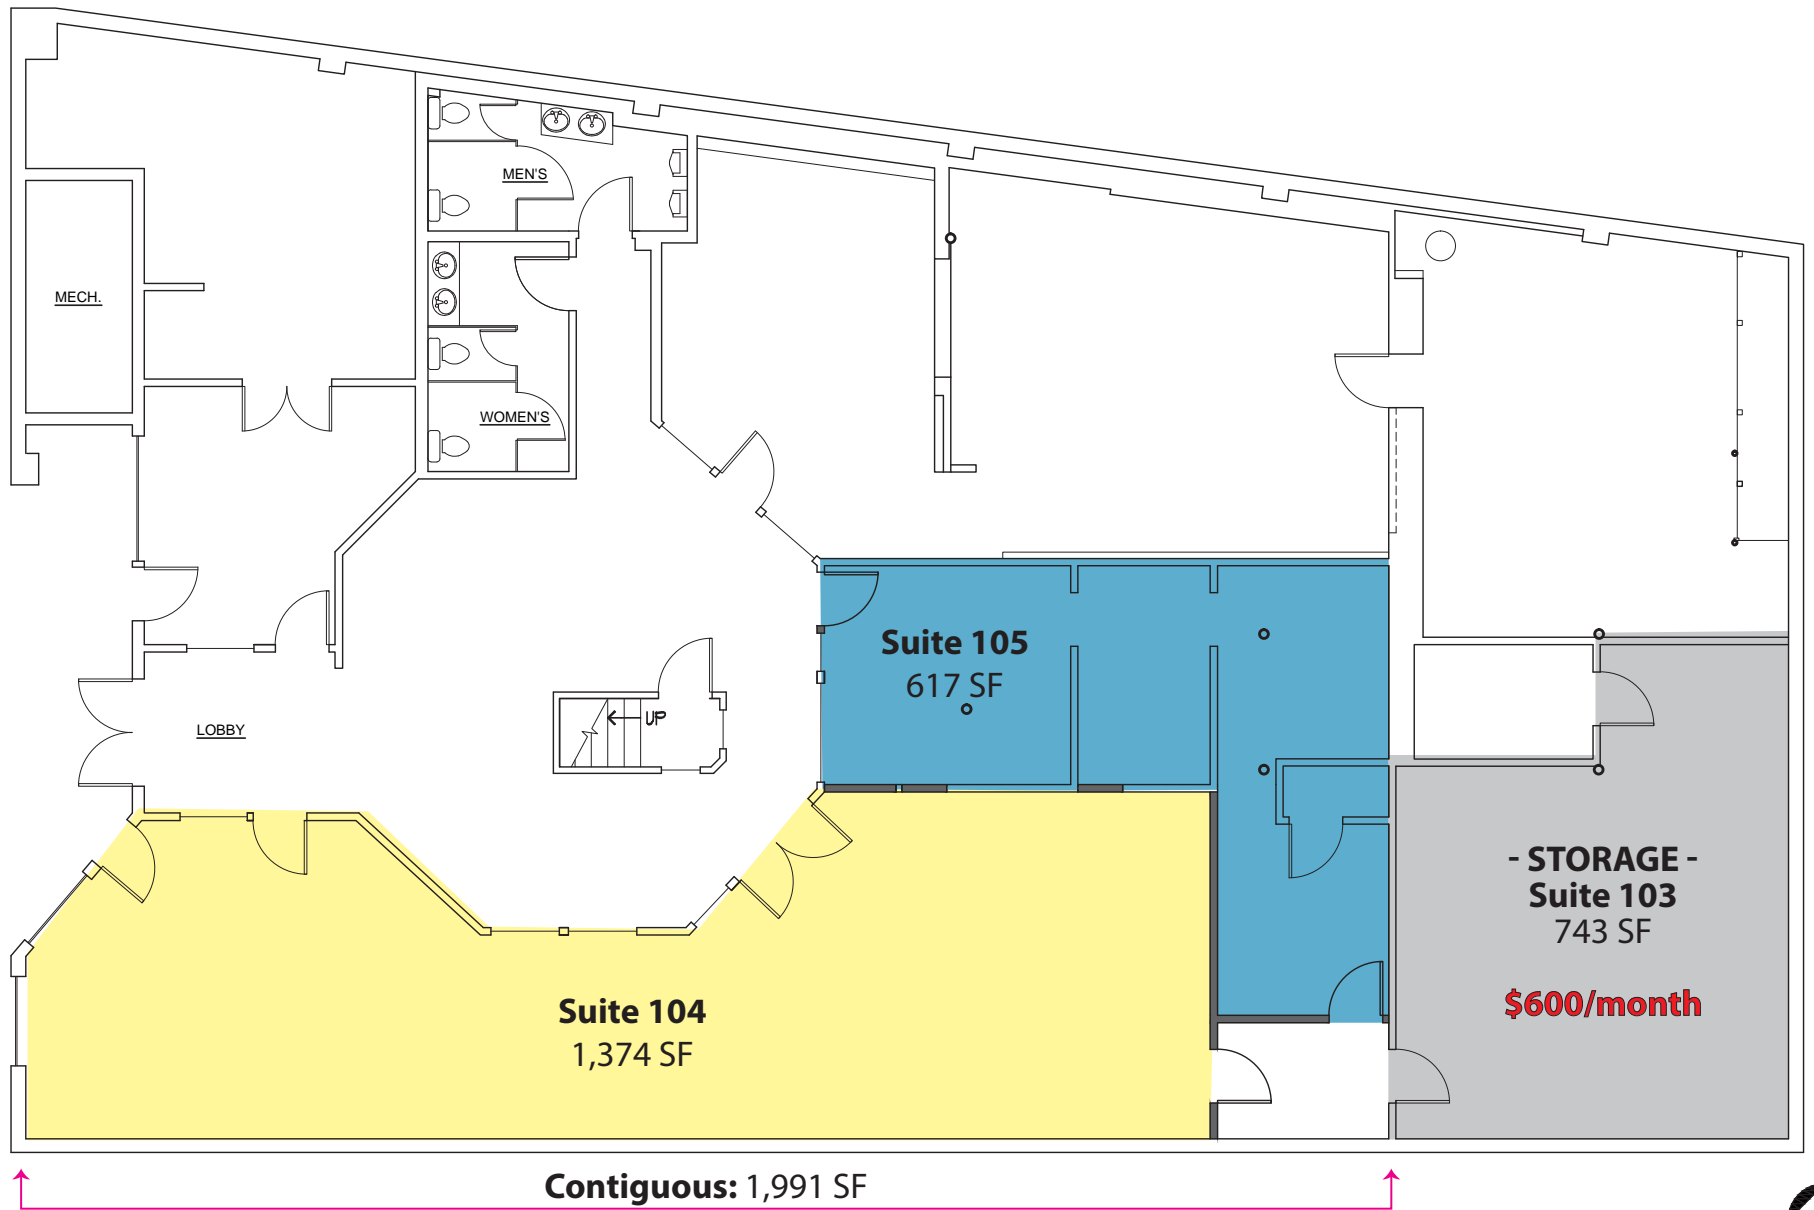 MEN'S
MECH.
WOMEN'S
Suite 105
617 SF
UP
LOBBY
- STORAGE -
Suite 103
743 SF
$600/month
Suite 104
1,374 SF
Contiguous: 1,991 SF